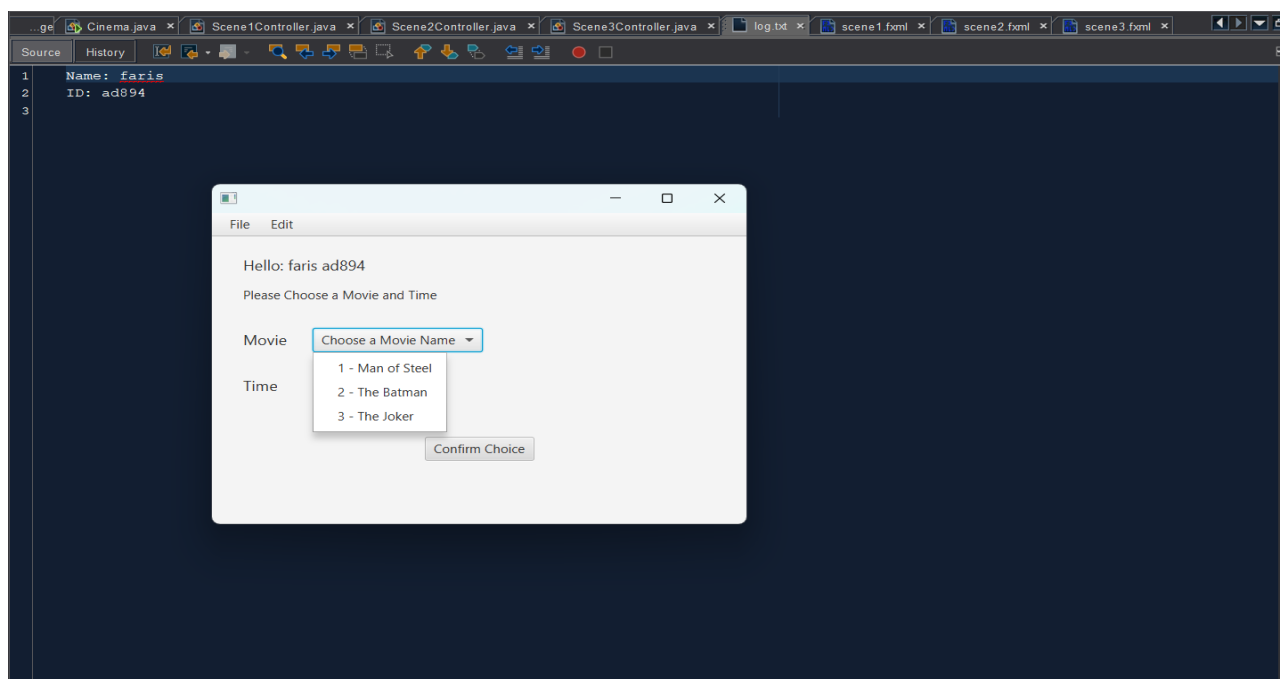 ...ge Cinema.java × Scene1Controller.java × Scene2Controller.java × Scene3Controller.java × log.txt × scene1.fxml × scene2.fxml × scene3.fxml ×
Source History
1 Name: faris
2 ID: ad894
3
File Edit
Hello: faris ad894
Please Choose a Movie and Time
Movie Choose a Movie Name
1 - Man of Steel
Time
2 - The Batman
3 - The Joker
Confirm Choice